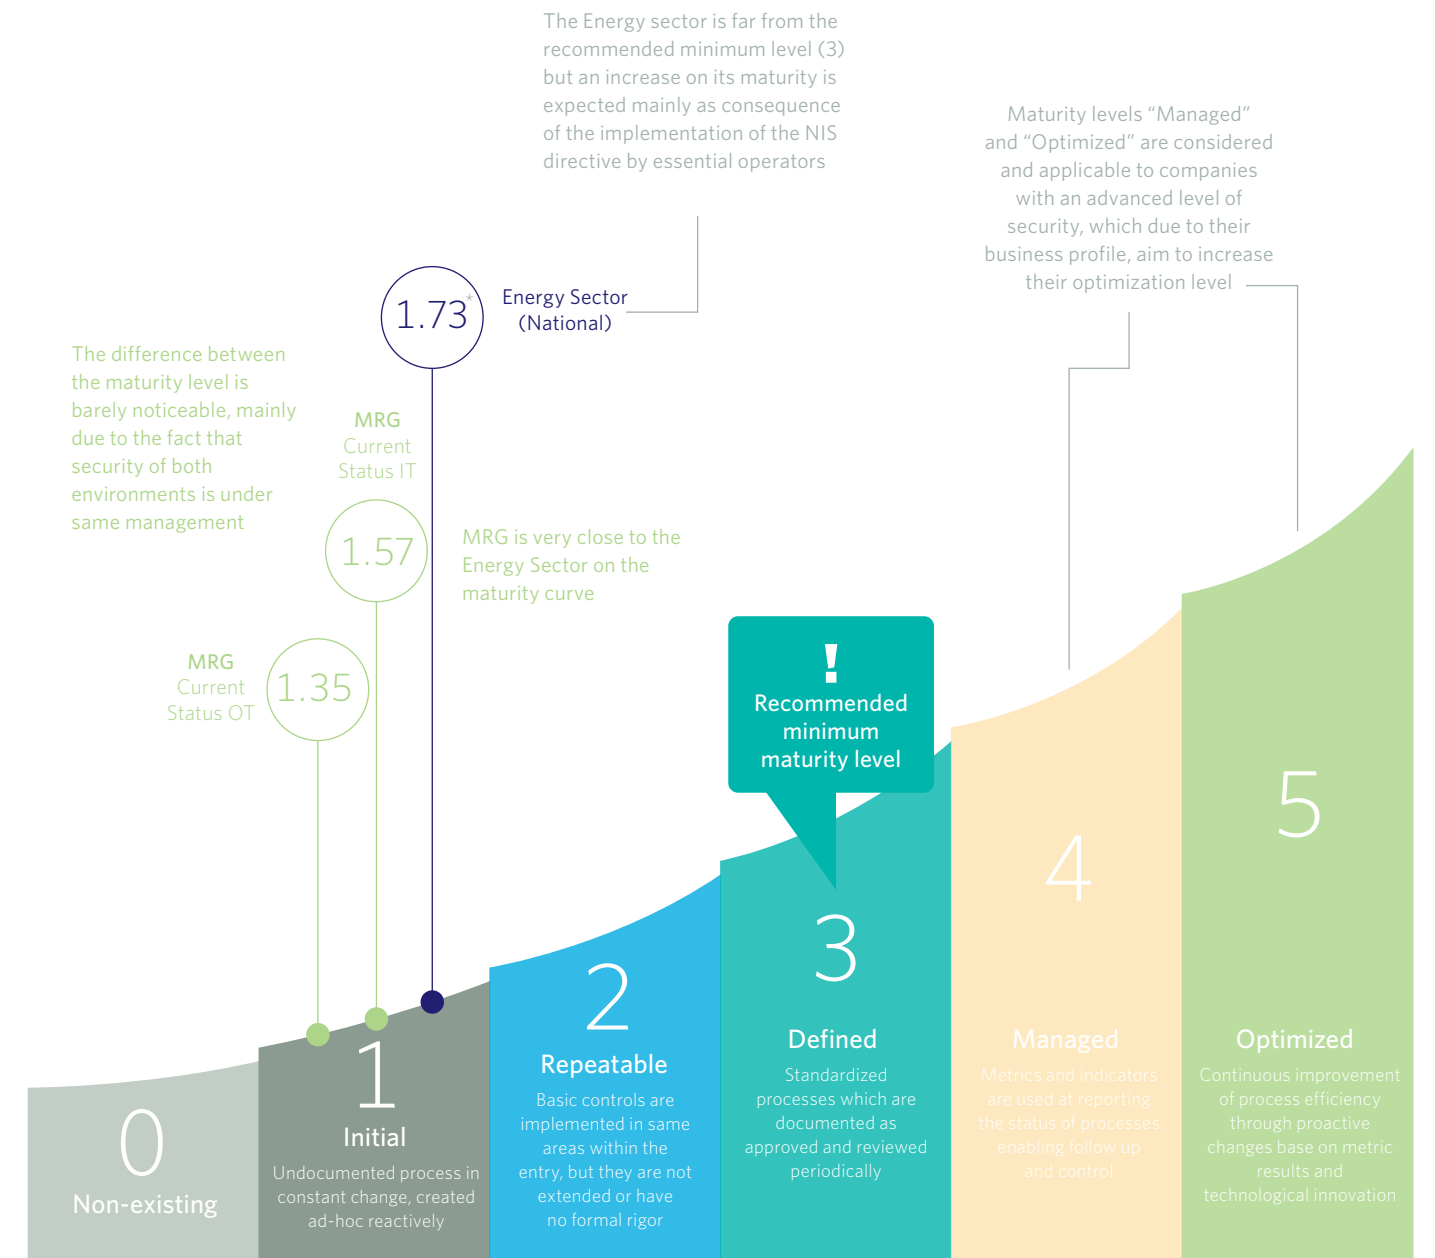 The Energy sector is far from the
recommended minimum level (3)
but an increase on its maturity is
expected mainly as consequence
of the implementation of the NIS
directive by essential operators
Maturity levels “Managed”
and “Optimized” are considered
and applicable to companies
with an advanced level of
security, which due to their
business profile, aim to increase
their optimization level
1.73*
Energy Sector
(National)
The difference between
the maturity level is
barely noticeable, mainly
due to the fact that
security of both
environments is under
same management
MRG
Current
Status IT
1.57
MRG is very close to the
Energy Sector on the
maturity curve
MRG
Current
Status OT
1.35
!
Recommended
minimum
maturity level
0
Non-existing
1
Initial
Undocumented process in
constant change, created
ad-hoc reactively
2
Repeatable
Basic controls are
implemented in same
areas within the
entry, but they are not
extended or have
no formal rigor
3
Defined
Standardized
processes which are
documented as
approved and reviewed
periodically
4
Managed
Metrics and indicators
are used at reporting
the status of processes
enabling follow up
and control
5
Optimized
Continuous improvement
of process efficiency
through proactive
changes base on metric
results and
technological innovation